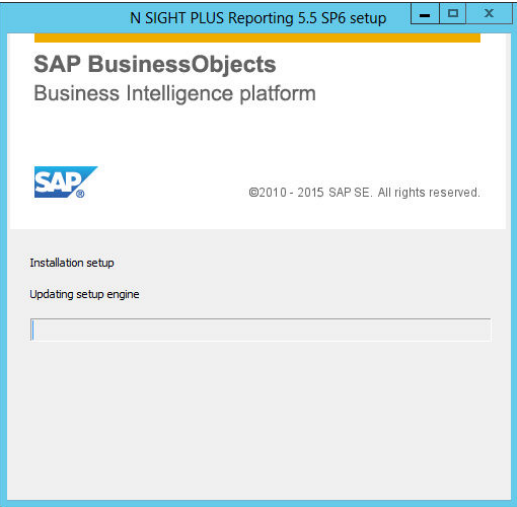 N SIGHT PLUS Reporting 5.5 SP6 setup
SAP BusinessObjects
Business Intelligence platform
SAP®
©2010 - 2015 SAP SE. All rights reserved.
Installation setup
Updating setup engine